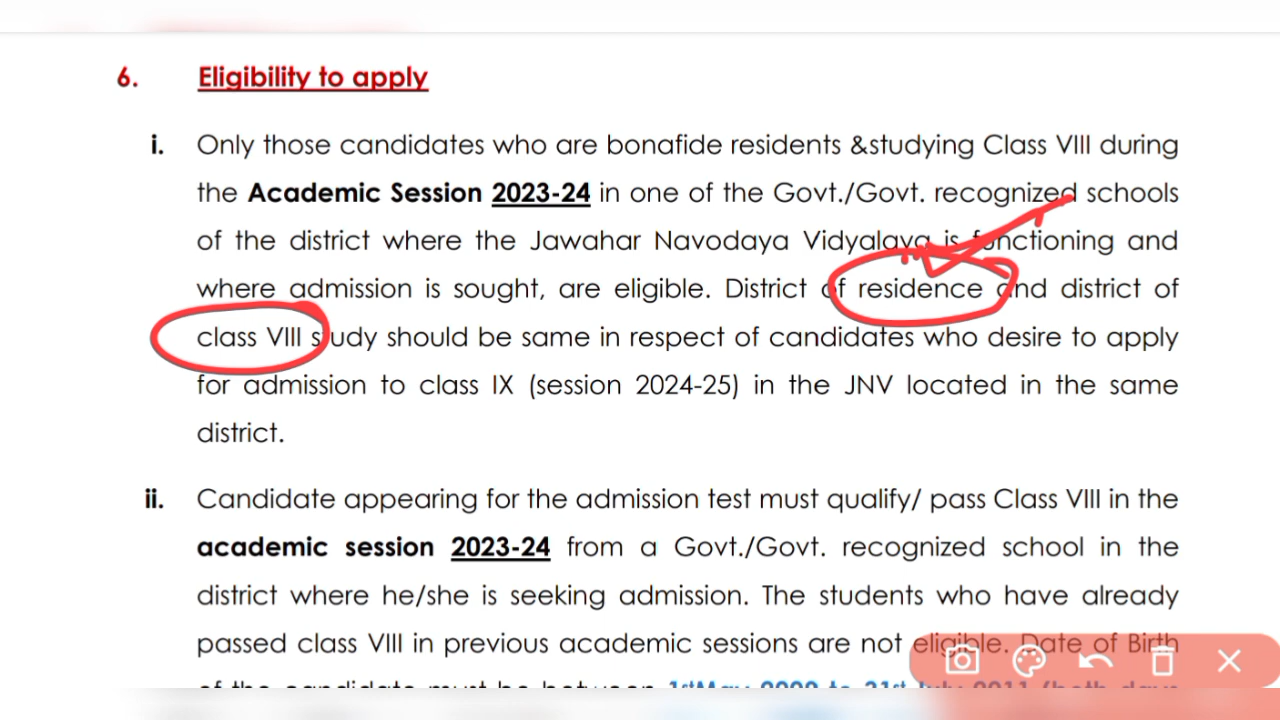 6. Eligibility to apply
i. Only those candidates who are bonafide residents &studying Class VIII during
the Academic Session 2023-24 in one of the Govt./Govt. recognized schools
of the district where the Jawahar Navodaya Vidyalaya is functioning and
where admission is sought, are eligible. District of residence and district of
class VIII study should be same in respect of candidates who desire to apply
for admission to class IX (session 2024-25) in the JNV located in the same
district.
ii. Candidate appearing for the admission test must qualify/ pass Class VIII in the
academic session 2023-24 from a Govt./Govt. recognized school in the
district where he/she is seeking admission. The students who have already
passed class VIII in previous academic sessions are not eligible. Date of Birth
of the candidate must be between